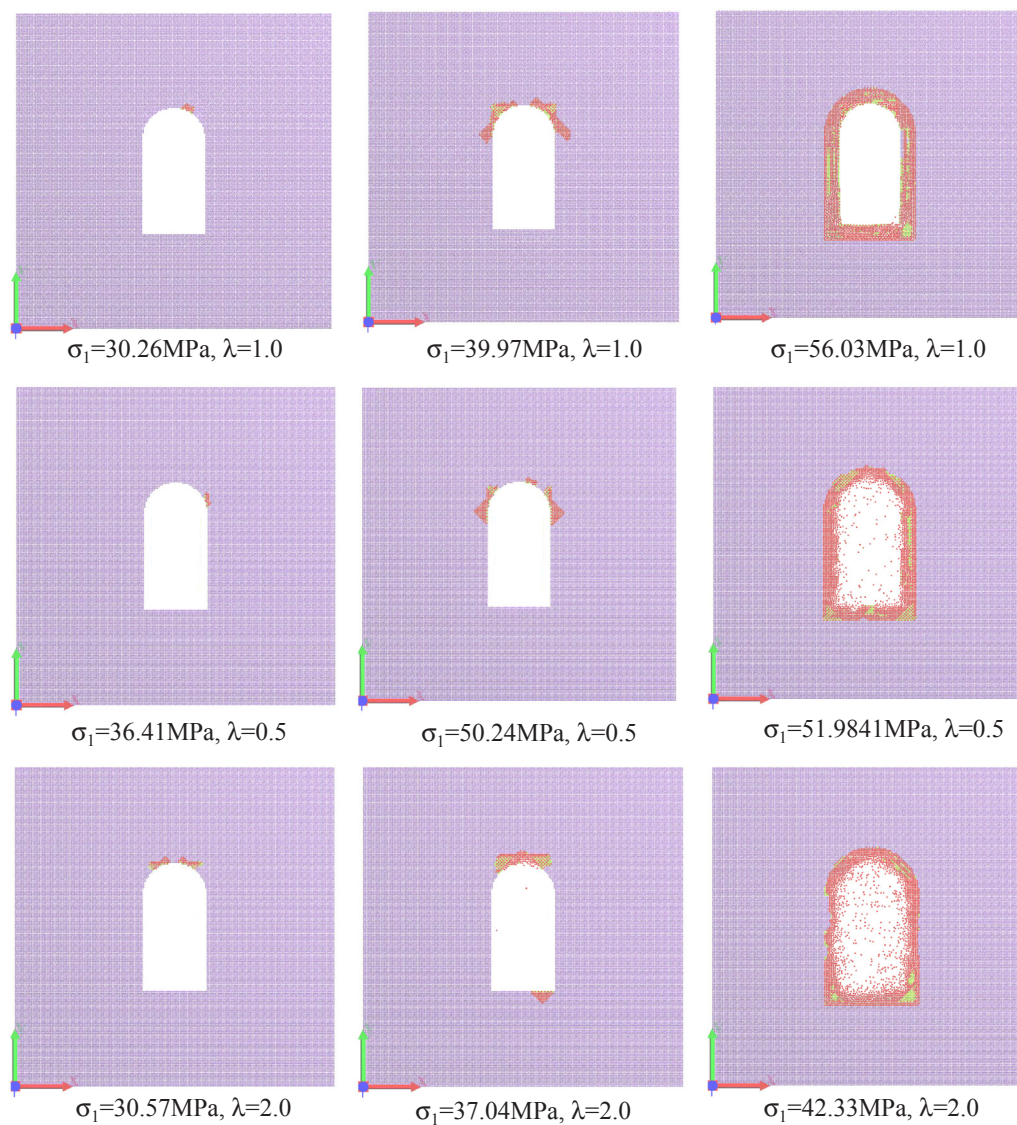 σ₁=30.26MPa, λ=1.0
σ₁=39.97MPa, λ=1.0
σ₁=56.03MPa, λ=1.0
σ₁=36.41MPa, λ=0.5
σ₁=50.24MPa, λ=0.5
σ₁=51.9841MPa, λ=0.5
σ₁=30.57MPa, λ=2.0
σ₁=37.04MPa, λ=2.0
σ₁=42.33MPa, λ=2.0